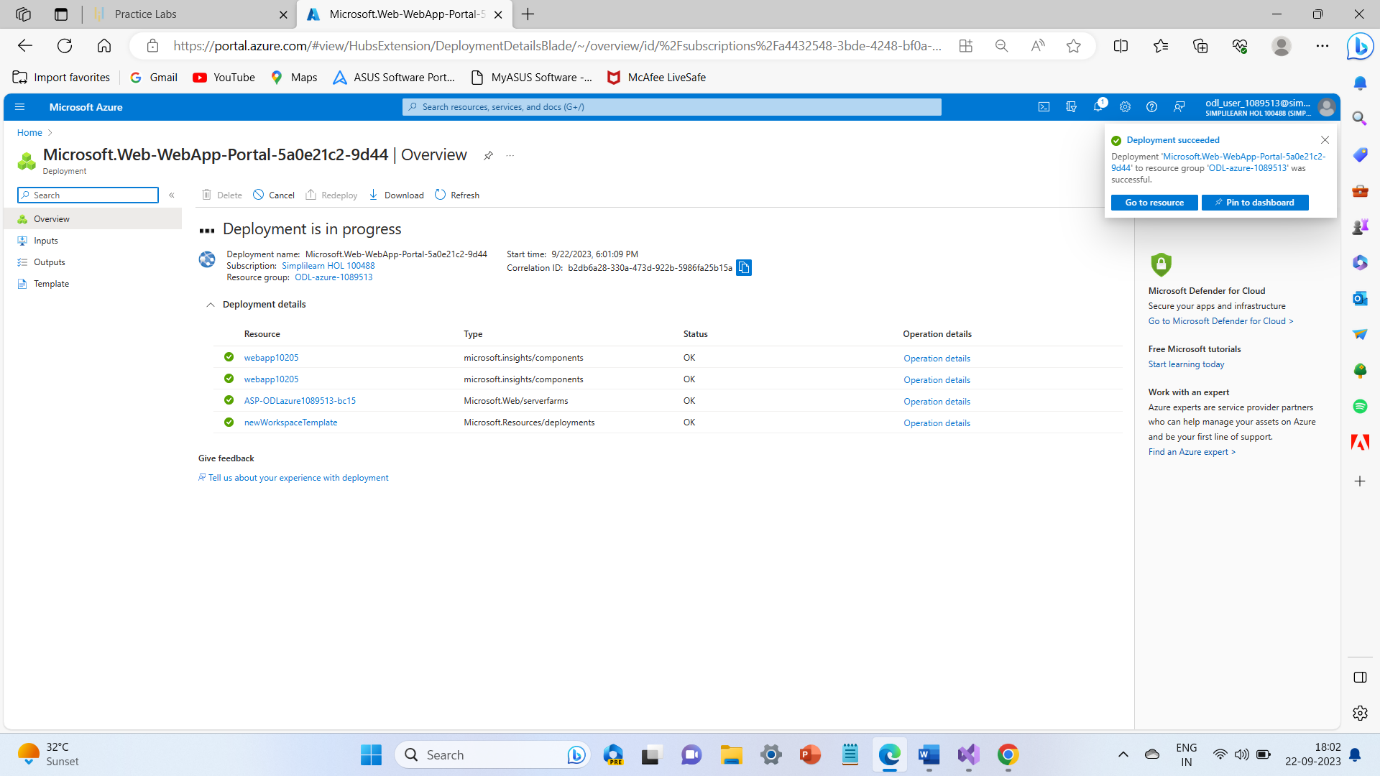 Practice Labs
Microsoft.Web-WebApp-Portal-5
https://portal.azure.com/#view/HubsExtension/DeploymentDetailsBlade/~/overview/id/%2Fsubscriptions%2Fa4432548-3bde-4248-bf0a-...
Import favorites
Gmail
YouTube
Maps
ASUS Software Port...
MyASUS Software -...
McAfee LiveSafe
Microsoft Azure
Search resources, services, and docs (G+/)
1
odl_user_1089513@sim...
SIMPLILEARN HOL 100488 (SIMP...
Home
Microsoft.Web-WebApp-Portal-5a0e21c2-9d44 | Overview
Deployment
Search
Overview
Inputs
Outputs
Template
Delete
Cancel
Redeploy
Download
Refresh
Deployment is in progress
Deployment name: Microsoft.Web-WebApp-Portal-5a0e21c2-9d44
Subscription: Simplilearn HOL 100488
Resource group: ODL-azure-1089513
Start time: 9/22/2023, 6:01:09 PM
Correlation ID: b2db6a28-330a-473d-922b-5986fa25b15a
Deployment details
Resource Type Status Operation details
webapp10205 microsoft.insights/components OK Operation details
webapp10205 microsoft.insights/components OK Operation details
ASP-ODLazure1089513-bc15 Microsoft.Web/serverfarms OK Operation details
newWorkspaceTemplate Microsoft.Resources/deployments OK Operation details
Give feedback
Tell us about your experience with deployment
Deployment succeeded
Deployment 'Microsoft.Web-WebApp-Portal-5a0e21c2-
9d44' to resource group 'ODL-azure-1089513' was
successful.
Go to resource
Pin to dashboard
Microsoft Defender for Cloud
Secure your apps and infrastructure
Go to Microsoft Defender for Cloud >
Free Microsoft tutorials
Start learning today
Work with an expert
Azure experts are service provider partners
who can help manage your assets on Azure
and be your first line of support.
Find an Azure expert >
32°C
Sunset
Search
PRE
ENG
IN
18:02
22-09-2023